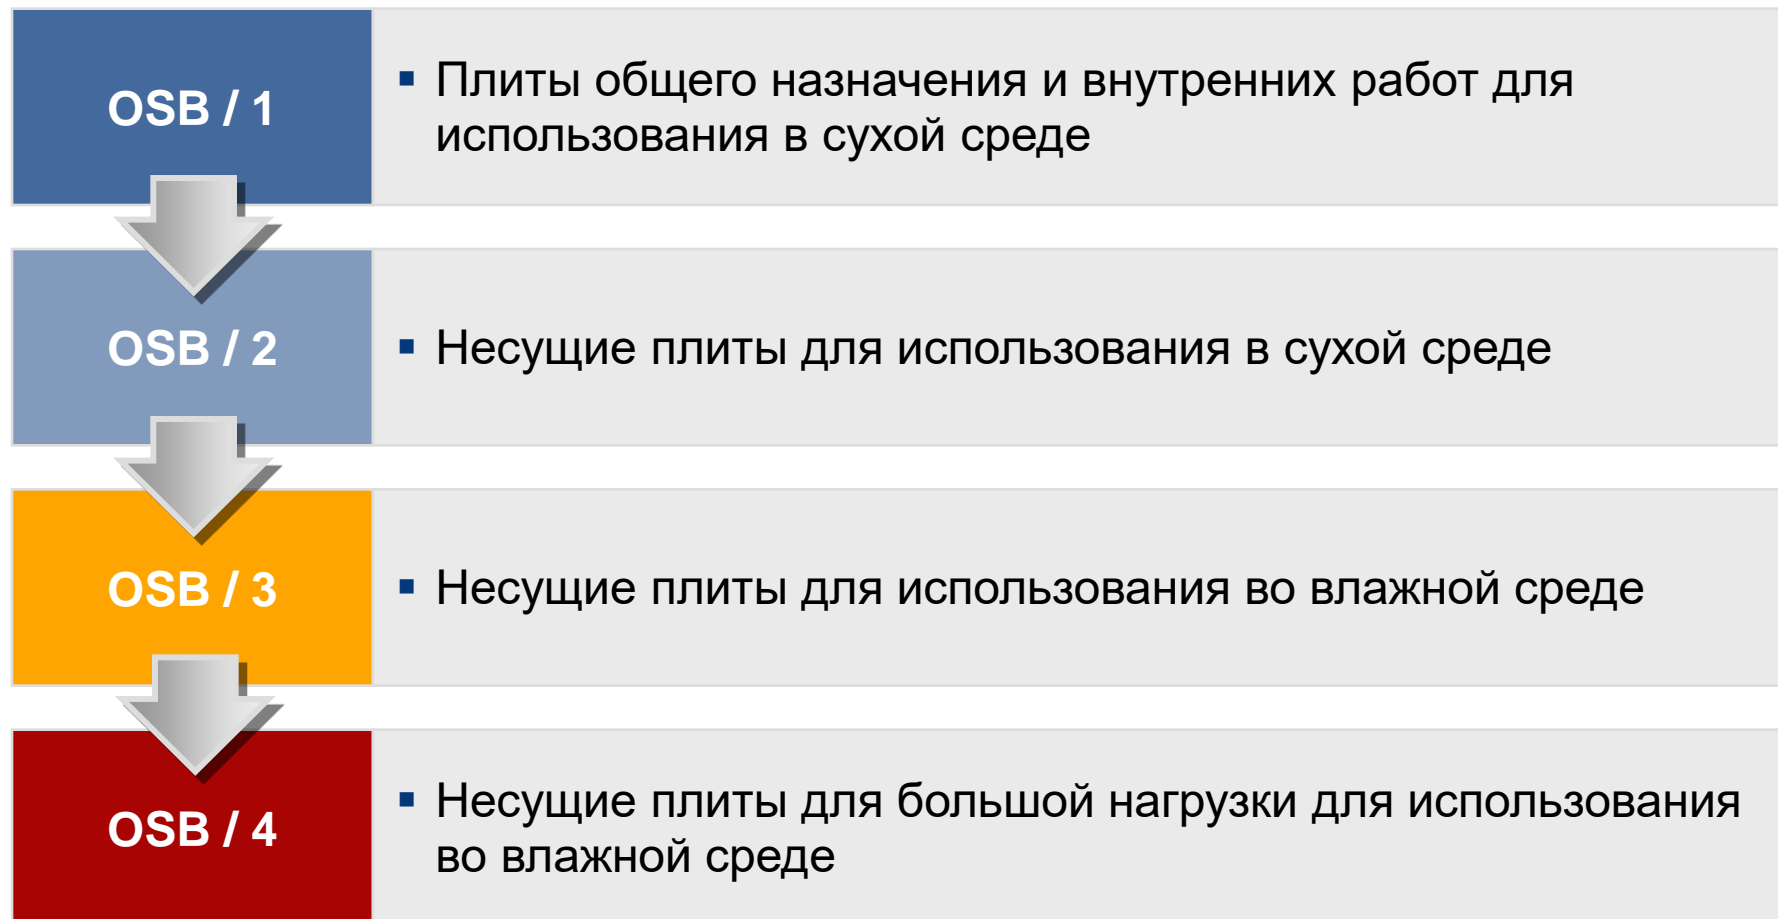 OSB / 1
▪ Плиты общего назначения и внутренних работ для
использования в сухой среде
OSB / 2
▪ Несущие плиты для использования в сухой среде
OSB / 3
▪ Несущие плиты для использования во влажной среде
OSB / 4
▪ Несущие плиты для большой нагрузки для использования
во влажной среде